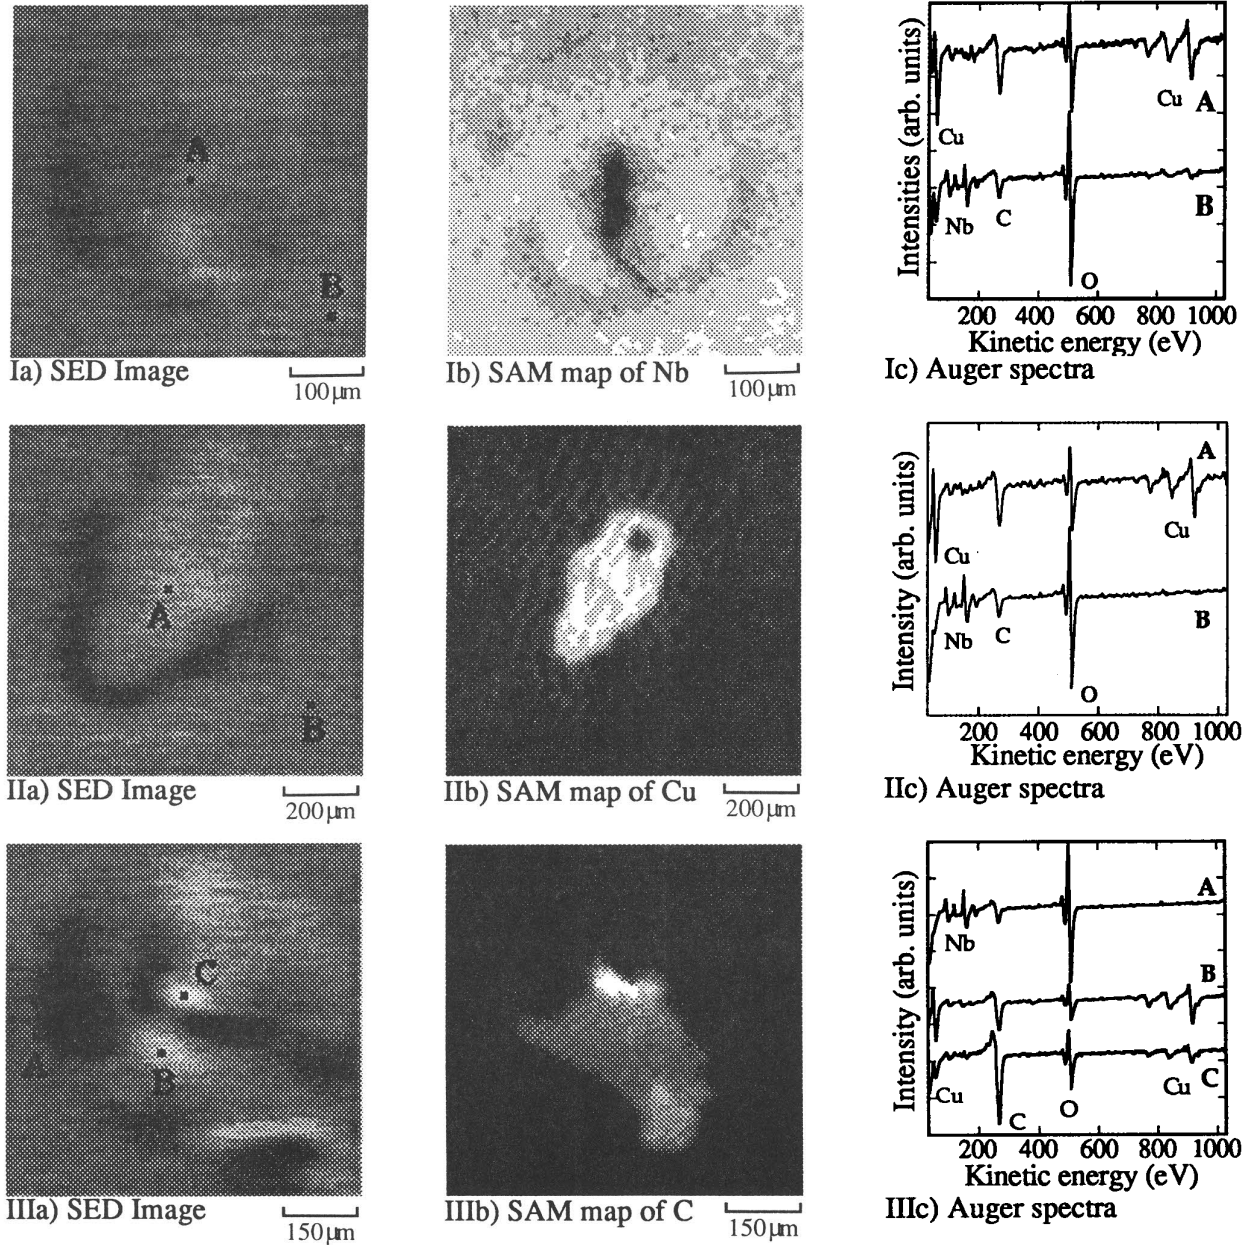 A
B
Ia) SED Image
100µm
Ib) SAM map of Nb
100µm
Intensities (arb. units)
Cu
Cu
A
Nb
C
B
O
200 400 600 800 1000
Kinetic energy (eV)
Ic) Auger spectra
A
B
IIa) SED Image
200µm
IIb) SAM map of Cu
200µm
Intensity (arb. units)
A
Cu
Cu
Nb
C
B
O
200 400 600 800 1000
Kinetic energy (eV)
IIc) Auger spectra
C
A
B
IIIa) SED Image
150µm
IIIb) SAM map of C
150µm
Intensity (arb. units)
A
Nb
B
Cu
Cu
C
C
O
200 400 600 800 1000
Kinetic energy (eV)
IIIc) Auger spectra